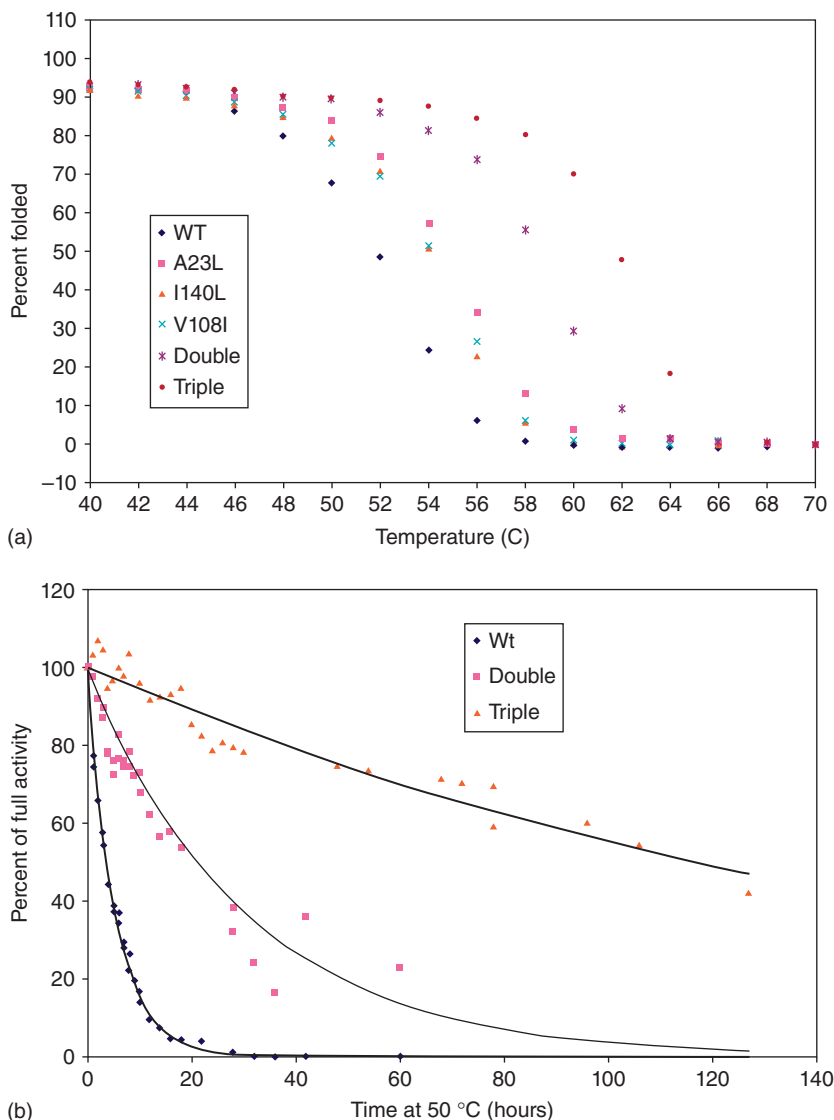 110
100
90
80
70
60
50
40
30
20
10
0
−10
Percent folded
WT
A23L
I140L
V108I
Double
Triple
40 42 44 46 48 50 52 54 56 58 60 62 64 66 68 70
Temperature (C)
(a)
120
100
80
60
40
20
0
Percent of full activity
Wt
Double
Triple
0 20 40 60 80 100 120 140
Time at 50 °C (hours)
(b)